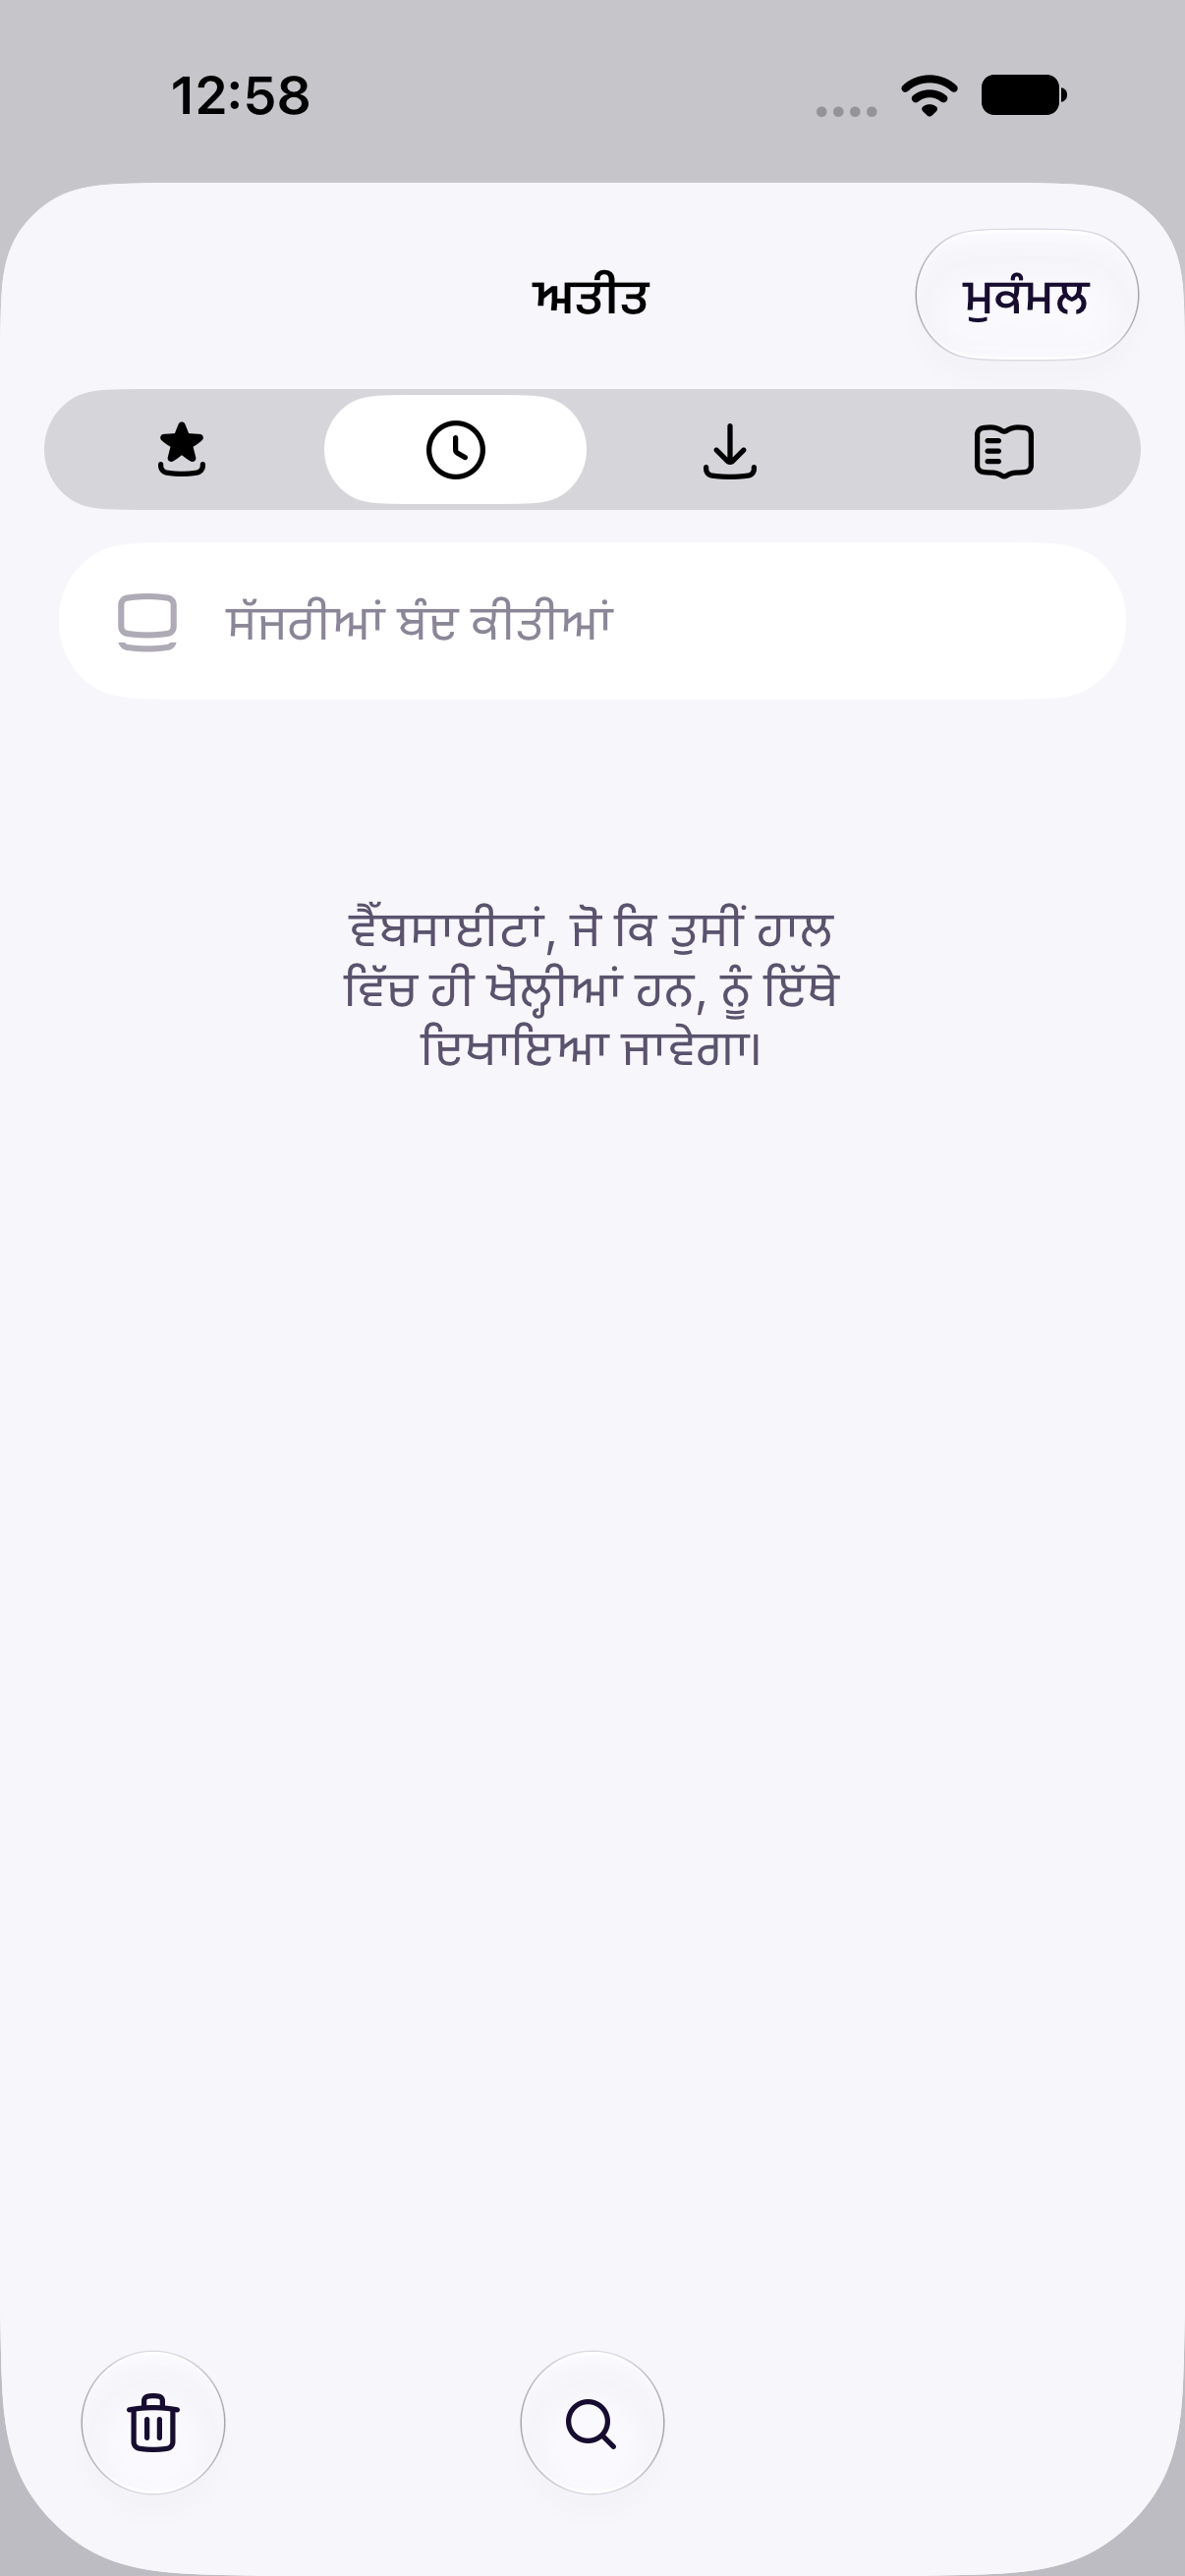 12:58
ਅਤੀਤ
ਮੁਕੰਮਲ
ਸੱਜਰੀਆਂ ਬੰਦ ਕੀਤੀਆਂ
ਵੈੱਬਸਾਈਟਾਂ, ਜੋ ਕਿ ਤੁਸੀਂ ਹਾਲ
ਵਿੱਚ ਹੀ ਖੋਲ੍ਹੀਆਂ ਹਨ, ਨੂੰ ਇੱਥੇ
ਦਿਖਾਇਆ ਜਾਵੇਗਾ।